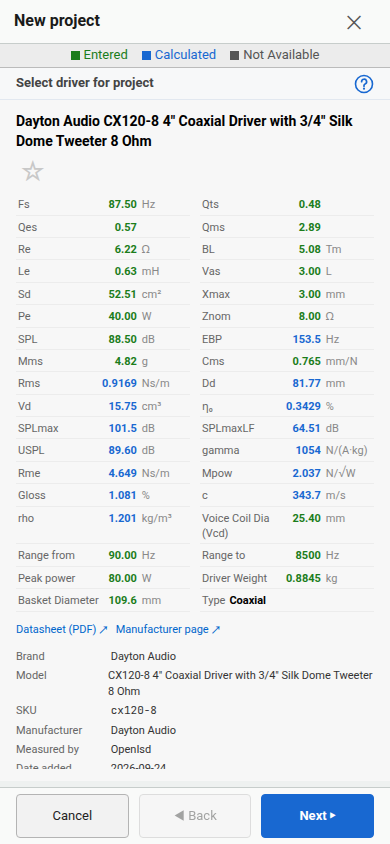 New project
Entered Calculated Not Available
Select driver for project
Dayton Audio CX120-8 4" Coaxial Driver with 3/4" Silk
Dome Tweeter 8 Ohm
Fs 87.50 Hz Qts 0.48
Qes 0.57 Qms 2.89
Re 6.22 Ω BL 5.08 Tm
Le 0.63 mH Vas 3.00 L
Sd 52.51 cm² Xmax 3.00 mm
Pe 40.00 W Znom 8.00 Ω
SPL 88.50 dB EBP 153.5 Hz
Mms 4.82 g Cms 0.765 mm/N
Rms 0.9169 Ns/m Dd 81.77 mm
Vd 15.75 cm³ η₀ 0.3429 %
SPLmax 101.5 dB SPLmaxLF 64.51 dB
USPL 89.60 dB gamma 1054 N/(A·kg)
Rme 4.649 Ns/m Mpow 2.037 N/√W
Gloss 1.081 % c 343.7 m/s
rho 1.201 kg/m³ Voice Coil Dia 25.40 mm
(Vcd)
Range from 90.00 Hz Range to 8500 Hz
Peak power 80.00 W Driver Weight 0.8845 kg
Basket Diameter 109.6 mm Type Coaxial
Datasheet (PDF) ↗ Manufacturer page ↗
Brand Dayton Audio
Model CX120-8 4" Coaxial Driver with 3/4" Silk Dome Tweeter
8 Ohm
SKU cx120-8
Manufacturer Dayton Audio
Measured by OpenIsd
Date added 2026-09-24
Cancel ◀ Back Next ▶